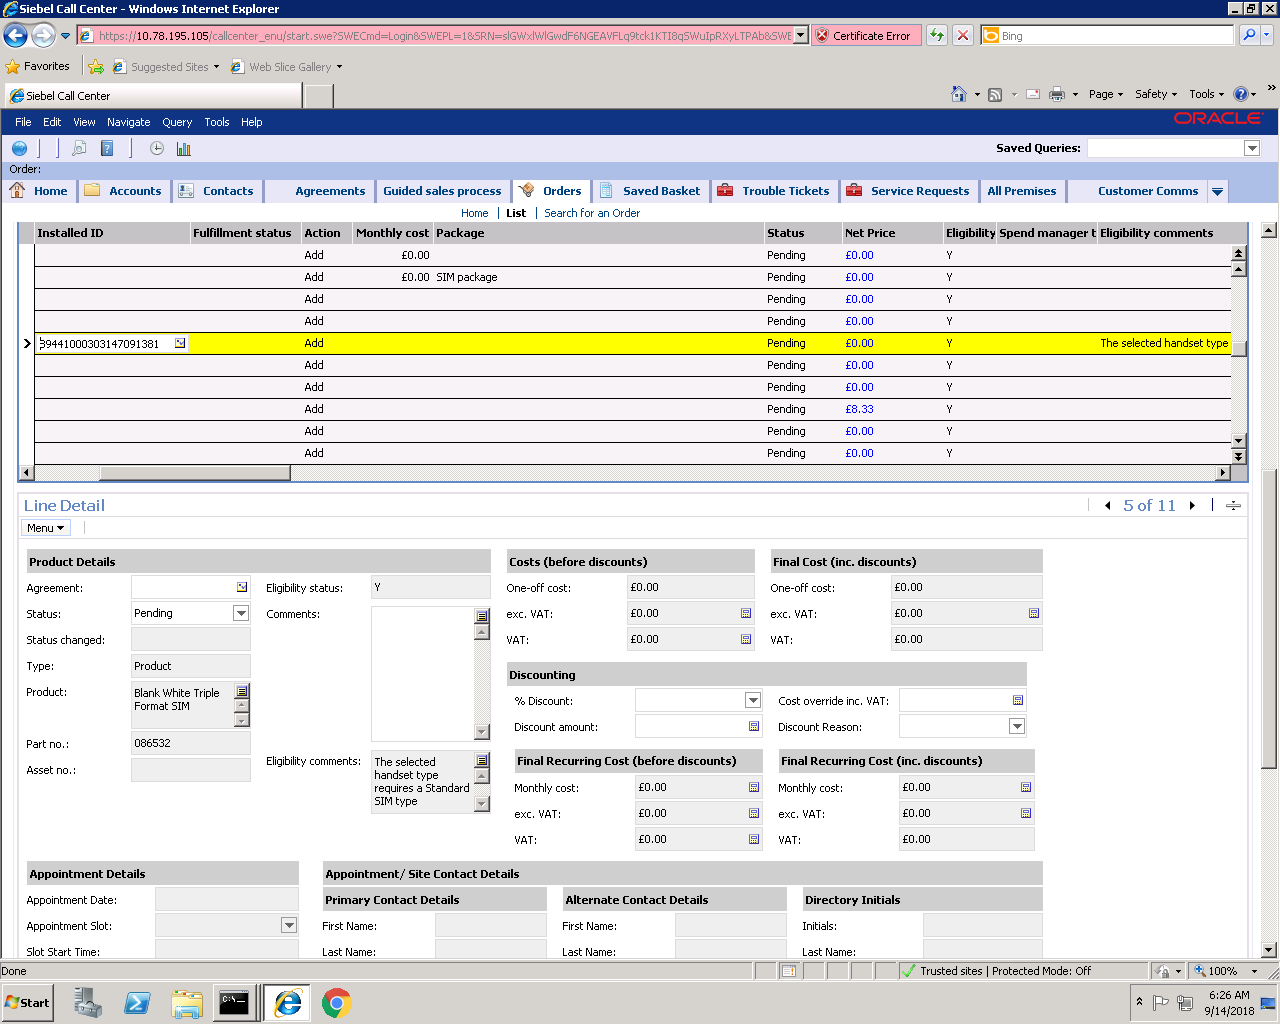 Siebel Call Center - Windows Internet Explorer
https://10.78.195.105/callcenter_enu/start.swe?SWECmd=Login&SWEPL=1&SRN= Certificate Error Bing
Favorites Suggested Sites Web Slice Gallery
Siebel Call Center Page Safety Tools »
File Edit View Navigate Query Tools Help ORACLE
Saved Queries:
Order:
Home Accounts Contacts Agreements Guided sales process Orders Saved Basket Trouble Tickets Service Requests All Premises Customer Comms
Home | List | Search for an Order
Installed ID Fulfillment status Action Monthly cost Package Status Net Price Eligibility Spend manager t Eligibility comments
Add £0.00 Pending £0.00 Y
Add £0.00 SIM package Pending £0.00 Y
Add Pending £0.00 Y
Add Pending £0.00 Y
39441000303147091381 Add Pending £0.00 Y The selected handset type
Add Pending £0.00 Y
Add Pending £0.00 Y
Add Pending £8.33 Y
Add Pending £0.00 Y
Add Pending £0.00 Y
Line Detail 5 of 11
Menu
Product Details Costs (before discounts) Final Cost (inc. discounts)
Agreement: Eligibility status: Y One-off cost: £0.00 One-off cost: £0.00
Status: Pending Comments: exc. VAT: £0.00 exc. VAT: £0.00
Status changed: VAT: £0.00 VAT: £0.00
Type: Product
Discounting
Product: Blank White Triple
Format SIM
% Discount: Cost override inc. VAT:
Discount amount: Discount Reason:
Part no.: 086532
Asset no.:
Eligibility comments: The selected
handset type
requires a Standard
SIM type
Final Recurring Cost (before discounts) Final Recurring Cost (inc. discounts)
Monthly cost: £0.00 Monthly cost: £0.00
exc. VAT: £0.00 exc. VAT: £0.00
VAT: £0.00 VAT: £0.00
Appointment Details Appointment/ Site Contact Details
Appointment Date: Primary Contact Details Alternate Contact Details Directory Initials
Appointment Slot: First Name: First Name: Initials:
Slot Start Time: Last Name: Last Name: Last Name:
Done Trusted sites | Protected Mode: Off 100%
Start 6:26 AM
9/14/2018